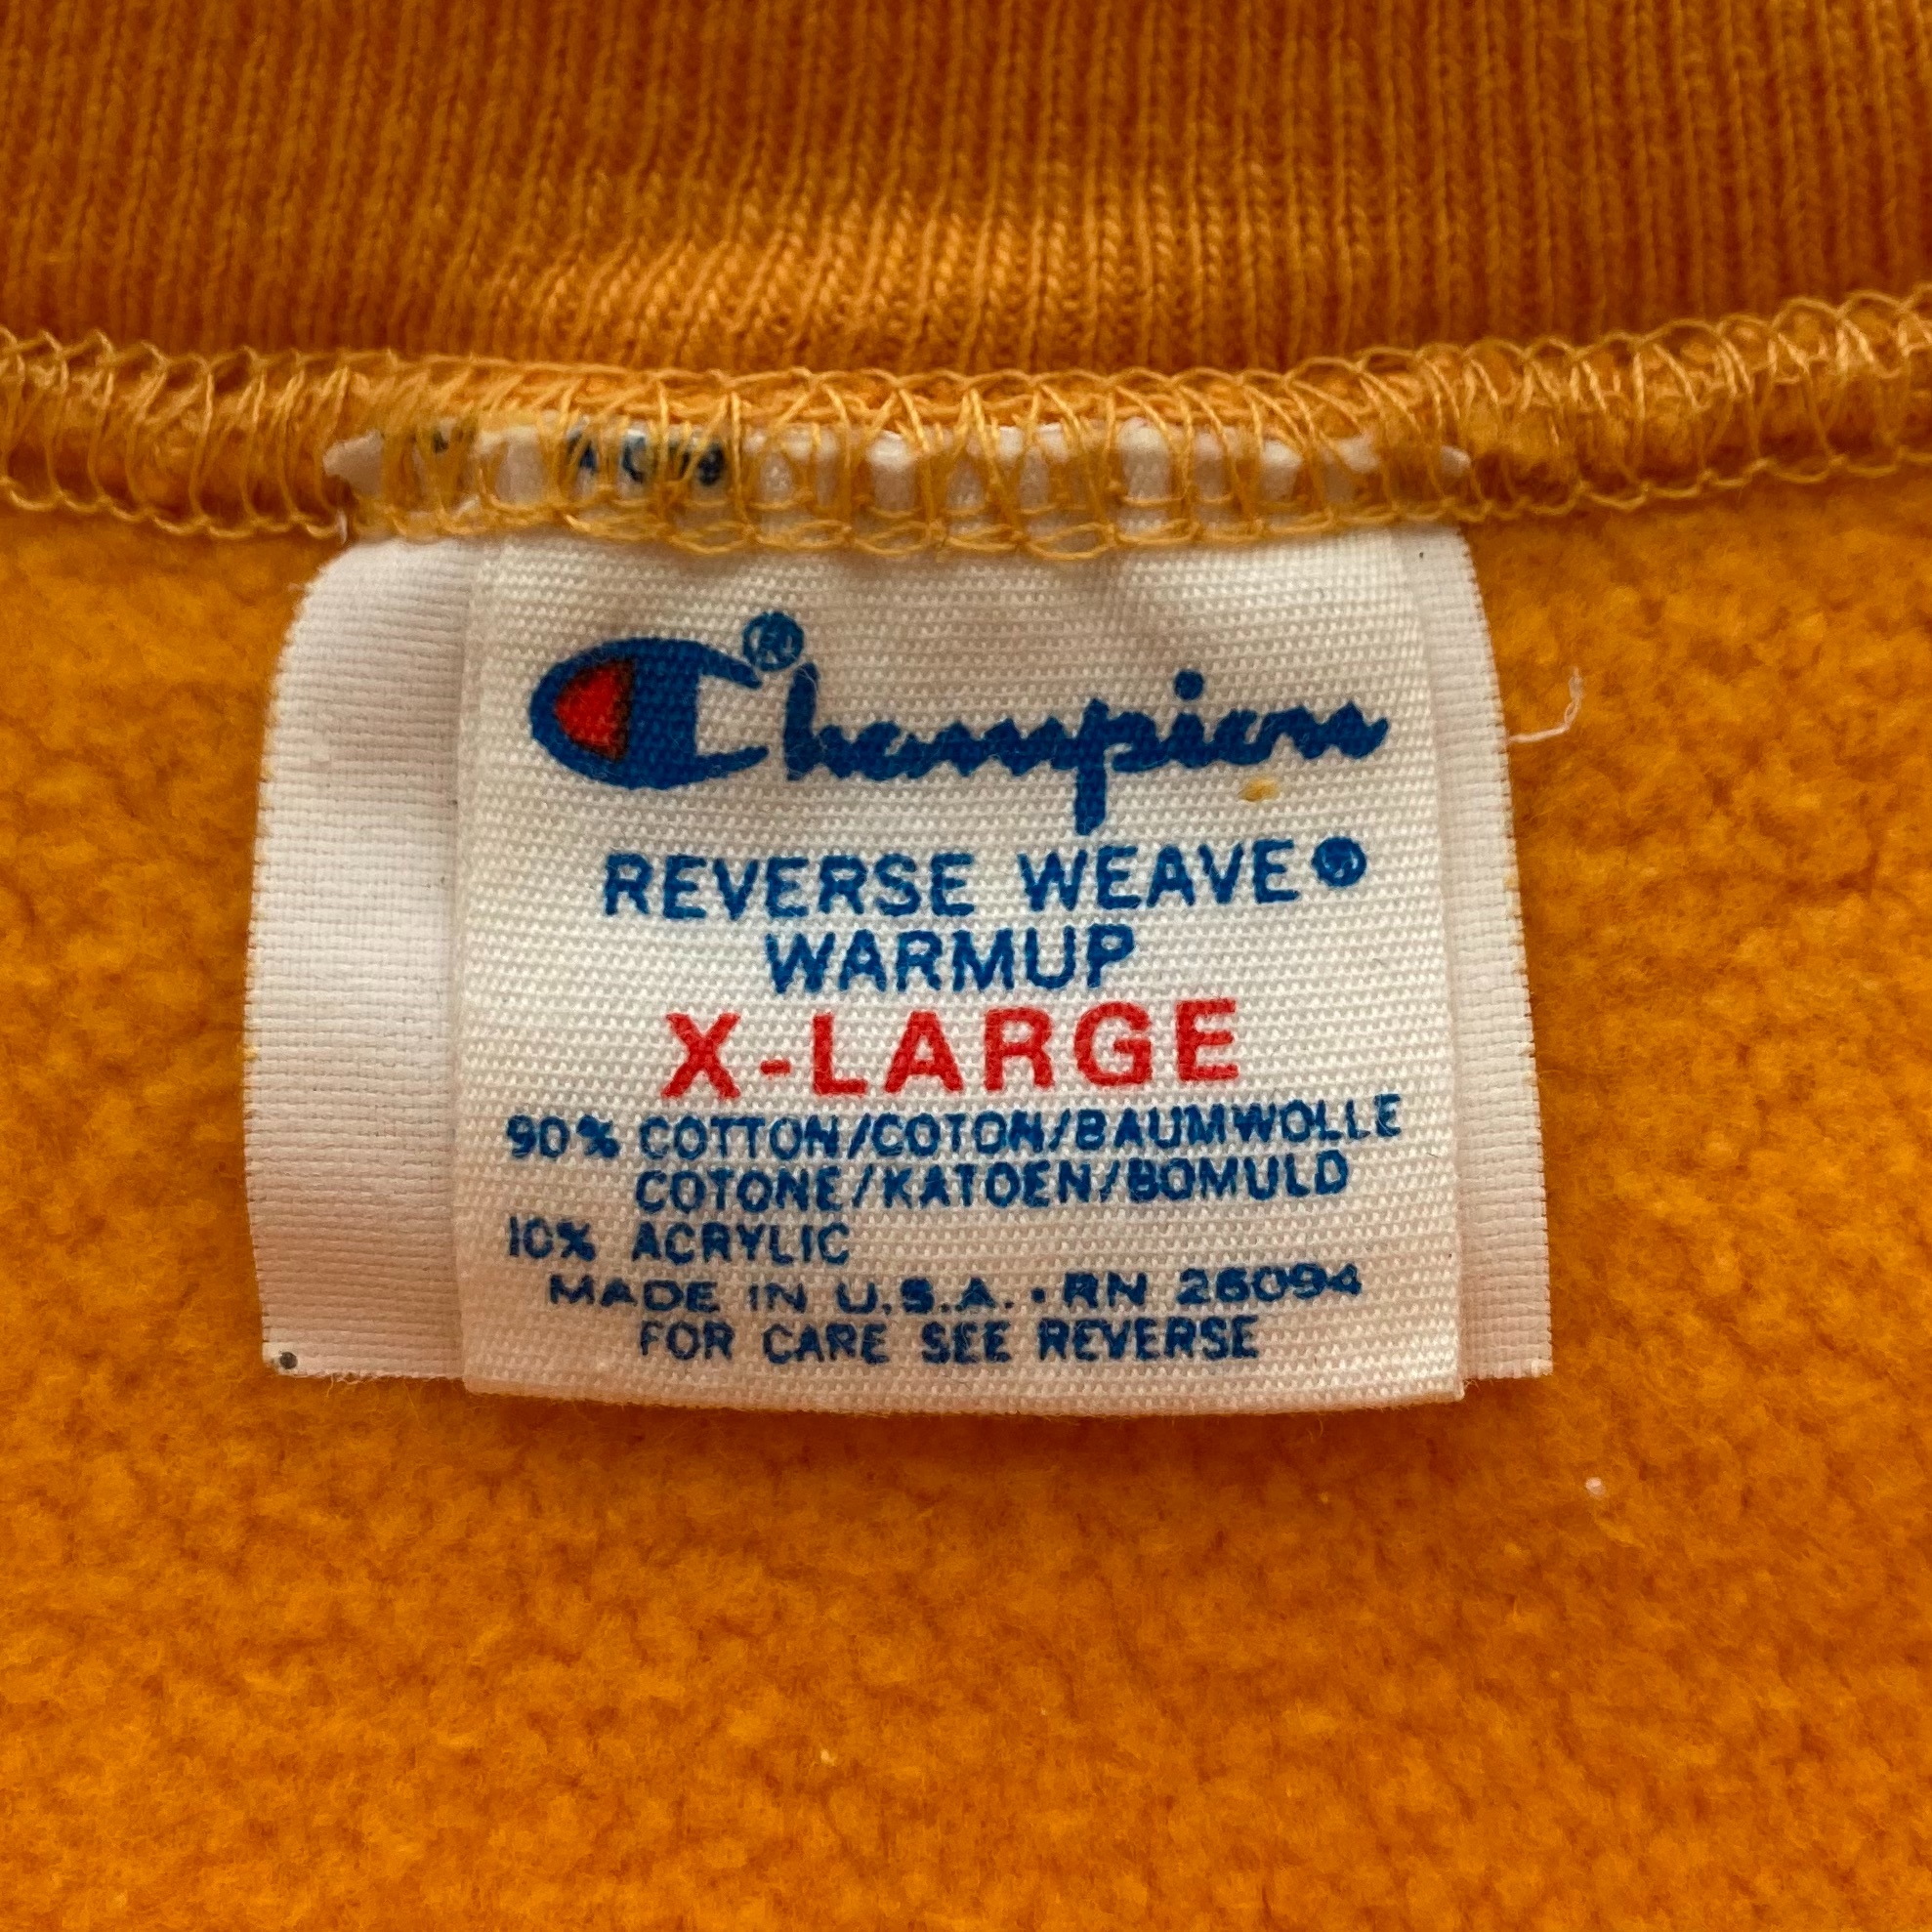 Champion®
REVERSE WEAVE®
WARMUP
X-LARGE
90% COTTON/COTON/BAUMWOLLE
COTONE/KATOEN/BOMULD
10% ACRYLIC
MADE IN U.S.A. • RN 26094
FOR CARE SEE REVERSE